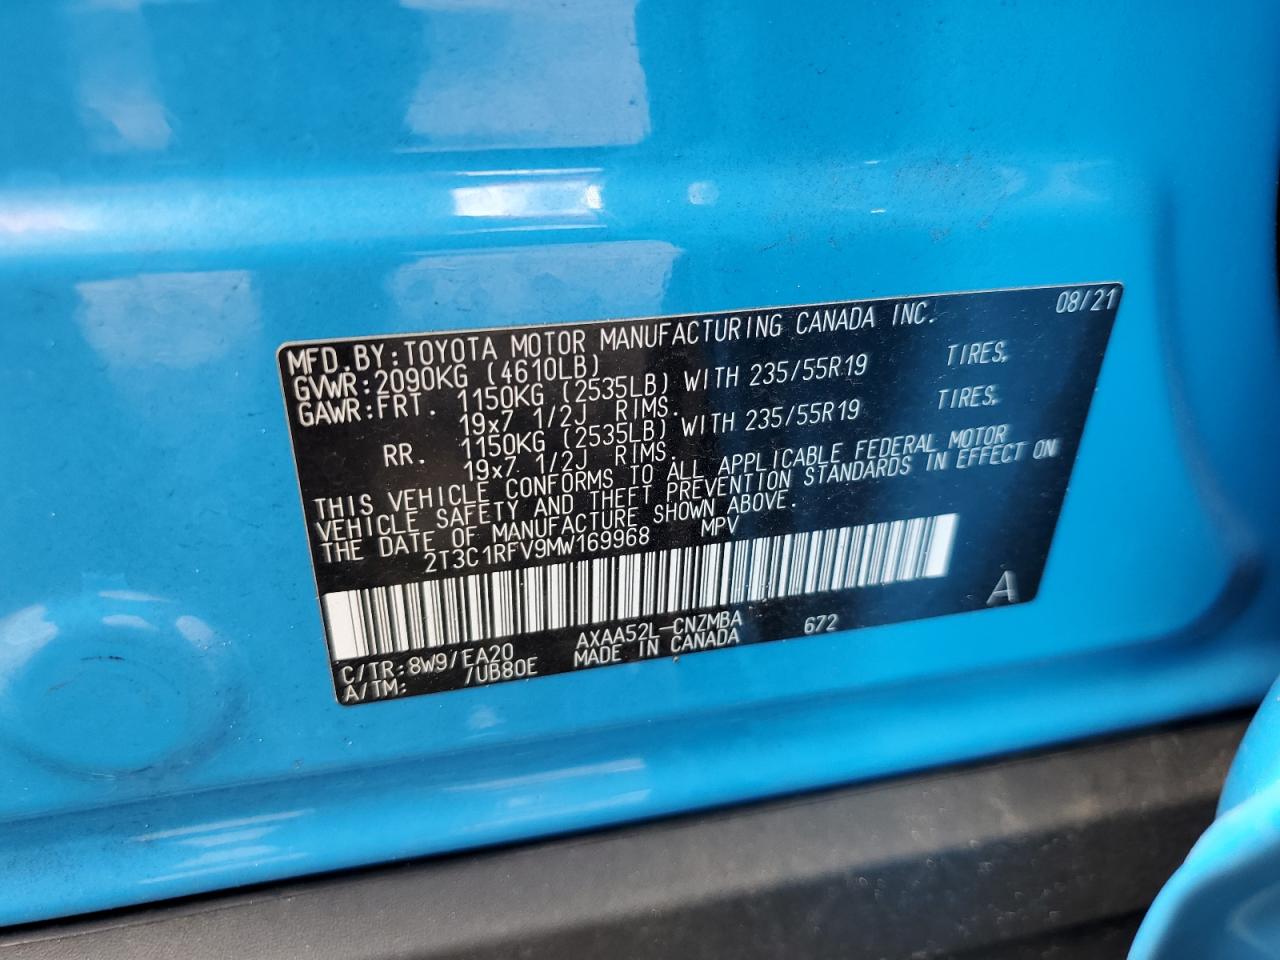 MFD.BY:TOYOTA MOTOR MANUFACTURING CANADA INC. 08/21
GVWR:2090KG (4610LB)
GAWR:FRT. 1150KG (2535LB) WITH 235/55R19 TIRES,
19x7 1/2J RIMS.
RR. 1150KG (2535LB) WITH 235/55R19 TIRES,
19x7 1/2J RIMS.
THIS VEHICLE CONFORMS TO ALL APPLICABLE FEDERAL MOTOR
VEHICLE SAFETY AND THEFT PREVENTION STANDARDS IN EFFECT ON
THE DATE OF MANUFACTURE SHOWN ABOVE.
2T3C1RFV9MW169968 MPV
A
C/TR:8W9/EA20 AXAA52L-CNZMBA 672
A/TM: /UB80E MADE IN CANADA